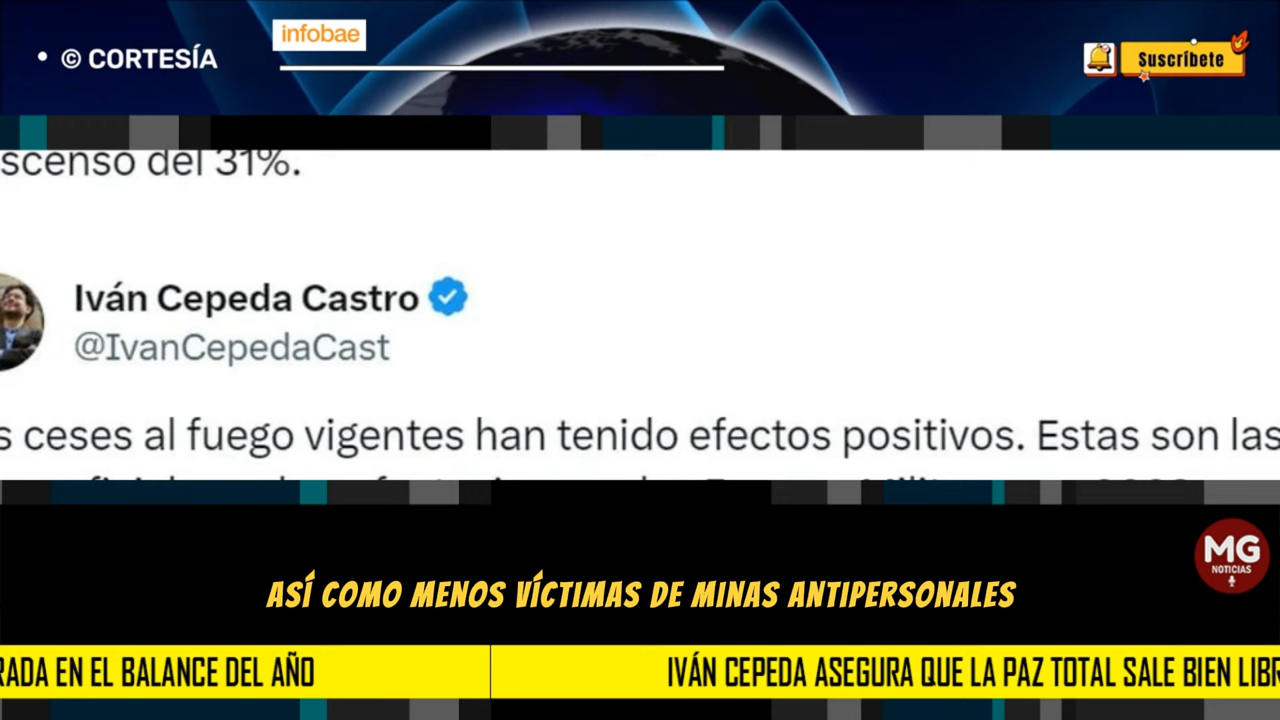 • © CORTESÍA
infobae
Suscríbete
scenso del 31%.
Iván Cepeda Castro
@IvanCepedaCast
s ceses al fuego vigentes han tenido efectos positivos. Estas son las
MG
NOTICIAS
ASÍ COMO MENOS VÍCTIMAS DE MINAS ANTIPERSONALES
RADA EN EL BALANCE DEL AÑO
IVÁN CEPEDA ASEGURA QUE LA PAZ TOTAL SALE BIEN LIBR